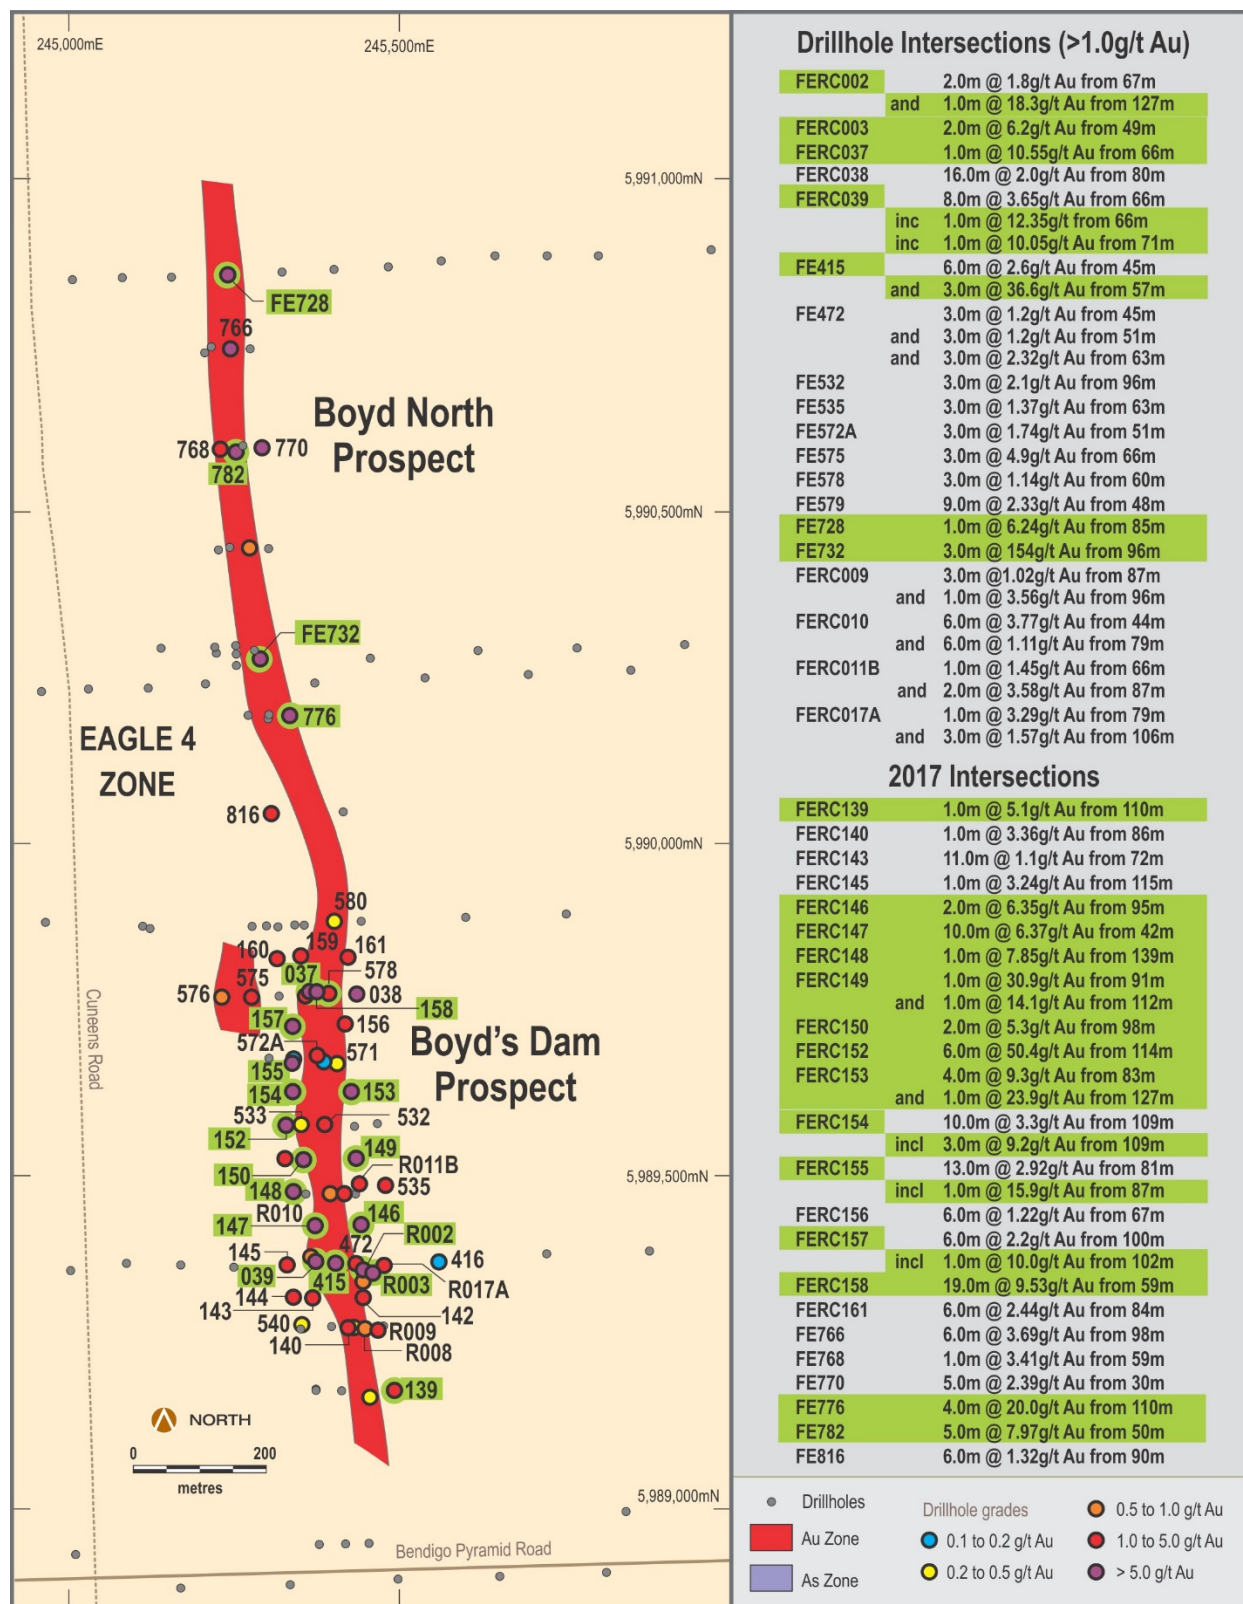 245,000mE
245,500mE
5,991,000mN
FE728
766
Boyd North
Prospect
768
770
782
5,990,500mN
FE732
776
EAGLE 4
ZONE
816
5,990,000mN
580
160
159
161
575
037
578
576
038
158
157
156
572A
571
Boyd's Dam
Prospect
155
154
153
533
532
152
149
150
R011B
148
535
5,989,500mN
R010
147
146
R002
145
472
416
039
415
R003
R017A
144
143
142
540
140
R009
R008
139
NORTH
0
200
metres
5,989,000mN
Cuneens Road
Bendigo Pyramid Road
Drillhole Intersections (>1.0g/t Au)
FERC002 2.0m @ 1.8g/t Au from 67m
and 1.0m @ 18.3g/t Au from 127m
FERC003 2.0m @ 6.2g/t Au from 49m
FERC037 1.0m @ 10.55g/t Au from 66m
FERC038 16.0m @ 2.0g/t Au from 80m
FERC039 8.0m @ 3.65g/t Au from 66m
inc 1.0m @ 12.35g/t from 66m
inc 1.0m @ 10.05g/t Au from 71m
FE415 6.0m @ 2.6g/t Au from 45m
and 3.0m @ 36.6g/t Au from 57m
FE472 3.0m @ 1.2g/t Au from 45m
and 3.0m @ 1.2g/t Au from 51m
and 3.0m @ 2.32g/t Au from 63m
FE532 3.0m @ 2.1g/t Au from 96m
FE535 3.0m @ 1.37g/t Au from 63m
FE572A 3.0m @ 1.74g/t Au from 51m
FE575 3.0m @ 4.9g/t Au from 66m
FE578 3.0m @ 1.14g/t Au from 60m
FE579 9.0m @ 2.33g/t Au from 48m
FE728 1.0m @ 6.24g/t Au from 85m
FE732 3.0m @ 154g/t Au from 96m
FERC009 3.0m @1.02g/t Au from 87m
and 1.0m @ 3.56g/t Au from 96m
FERC010 6.0m @ 3.77g/t Au from 44m
and 6.0m @ 1.11g/t Au from 79m
FERC011B 1.0m @ 1.45g/t Au from 66m
and 2.0m @ 3.58g/t Au from 87m
FERC017A 1.0m @ 3.29g/t Au from 79m
and 3.0m @ 1.57g/t Au from 106m
2017 Intersections
FERC139 1.0m @ 5.1g/t Au from 110m
FERC140 1.0m @ 3.36g/t Au from 86m
FERC143 11.0m @ 1.1g/t Au from 72m
FERC145 1.0m @ 3.24g/t Au from 115m
FERC146 2.0m @ 6.35g/t Au from 95m
FERC147 10.0m @ 6.37g/t Au from 42m
FERC148 1.0m @ 7.85g/t Au from 139m
FERC149 1.0m @ 30.9g/t Au from 91m
and 1.0m @ 14.1g/t Au from 112m
FERC150 2.0m @ 5.3g/t Au from 98m
FERC152 6.0m @ 50.4g/t Au from 114m
FERC153 4.0m @ 9.3g/t Au from 83m
and 1.0m @ 23.9g/t Au from 127m
FERC154 10.0m @ 3.3g/t Au from 109m
incl 3.0m @ 9.2g/t Au from 109m
FERC155 13.0m @ 2.92g/t Au from 81m
incl 1.0m @ 15.9g/t Au from 87m
FERC156 6.0m @ 1.22g/t Au from 67m
FERC157 6.0m @ 2.2g/t Au from 100m
incl 1.0m @ 10.0g/t Au from 102m
FERC158 19.0m @ 9.53g/t Au from 59m
FERC161 6.0m @ 2.44g/t Au from 84m
FE766 6.0m @ 3.69g/t Au from 98m
FE768 1.0m @ 3.41g/t Au from 59m
FE770 5.0m @ 2.39g/t Au from 30m
FE776 4.0m @ 20.0g/t Au from 110m
FE782 5.0m @ 7.97g/t Au from 50m
FE816 6.0m @ 1.32g/t Au from 90m
Drillholes
Au Zone
As Zone
Drillhole grades
0.1 to 0.2 g/t Au
0.2 to 0.5 g/t Au
0.5 to 1.0 g/t Au
1.0 to 5.0 g/t Au
> 5.0 g/t Au